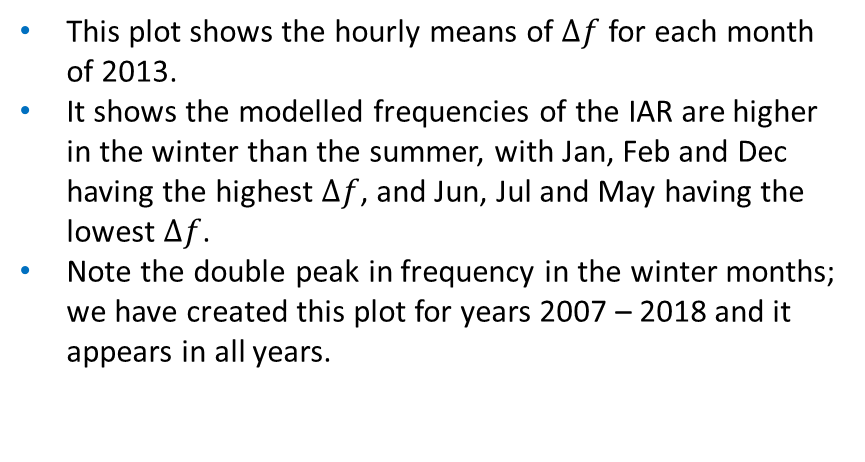 • This plot shows the hourly means of Δ𝑓 for each month
of 2013.
• It shows the modelled frequencies of the IAR are higher
in the winter than the summer, with Jan, Feb and Dec
having the highest Δ𝑓, and Jun, Jul and May having the
lowest Δ𝑓.
• Note the double peak in frequency in the winter months;
we have created this plot for years 2007 – 2018 and it
appears in all years.